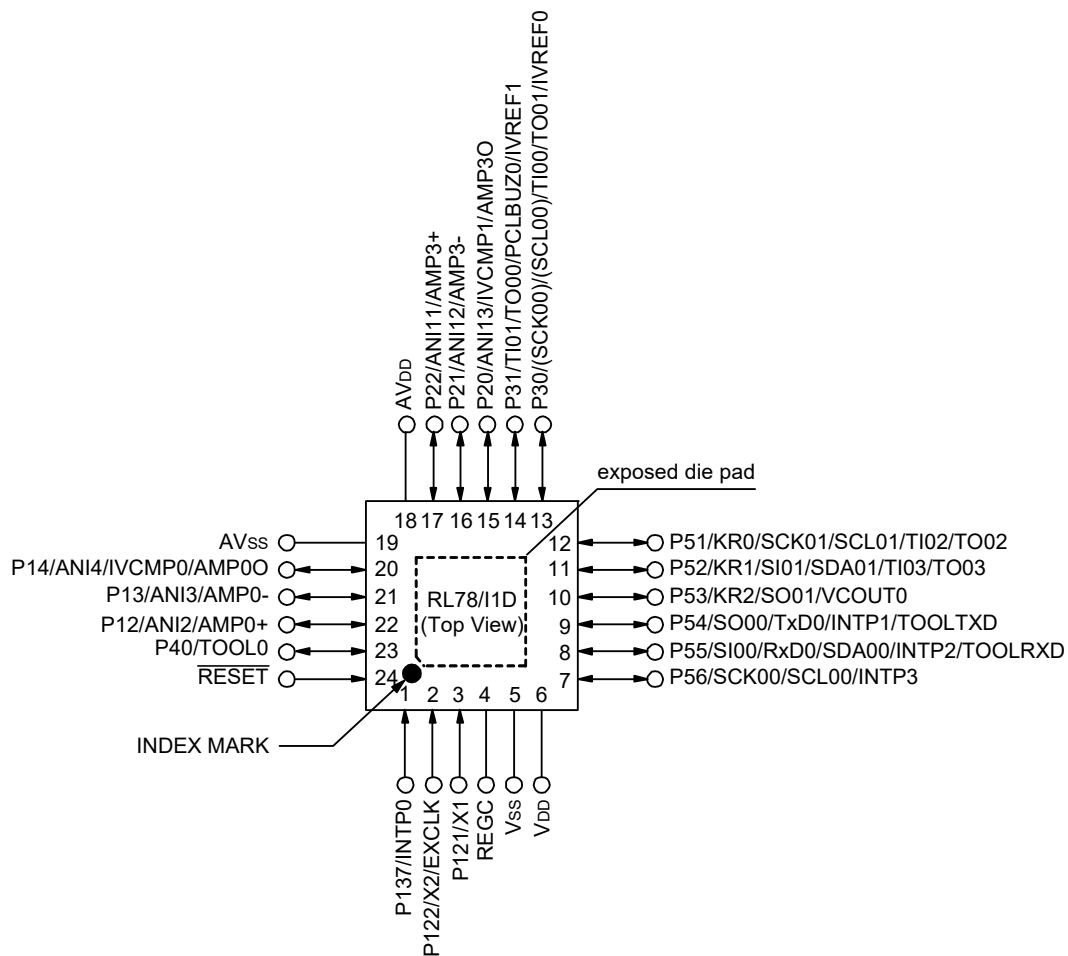 P22/ANI11/AMP3+
P21/ANI12/AMP3-
P20/ANI13/IVCMP1/AMP3O
P31/TI01/TO00/PCLBUZ0/IVREF1
P30/(SCK00)/(SCL00)/TI00/TO01/IVREF0
AVDD
exposed die pad
18 17 16 15 14 13
AVSS 19
P14/ANI4/IVCMP0/AMP0O 20
P13/ANI3/AMP0- 21
P12/ANI2/AMP0+ 22
P40/TOOL0 23
RESET 24
RL78/I1D
(Top View)
12 P51/KR0/SCK01/SCL01/TI02/TO02
11 P52/KR1/SI01/SDA01/TI03/TO03
10 P53/KR2/SO01/VCOUT0
9 P54/SO00/TxD0/INTP1/TOOLTXD
8 P55/SI00/RxD0/SDA00/INTP2/TOOLRXD
7 P56/SCK00/SCL00/INTP3
1 2 3 4 5 6
INDEX MARK
P137/INTP0
P122/X2/EXCLK
P121/X1
REGC
VSS
VDD